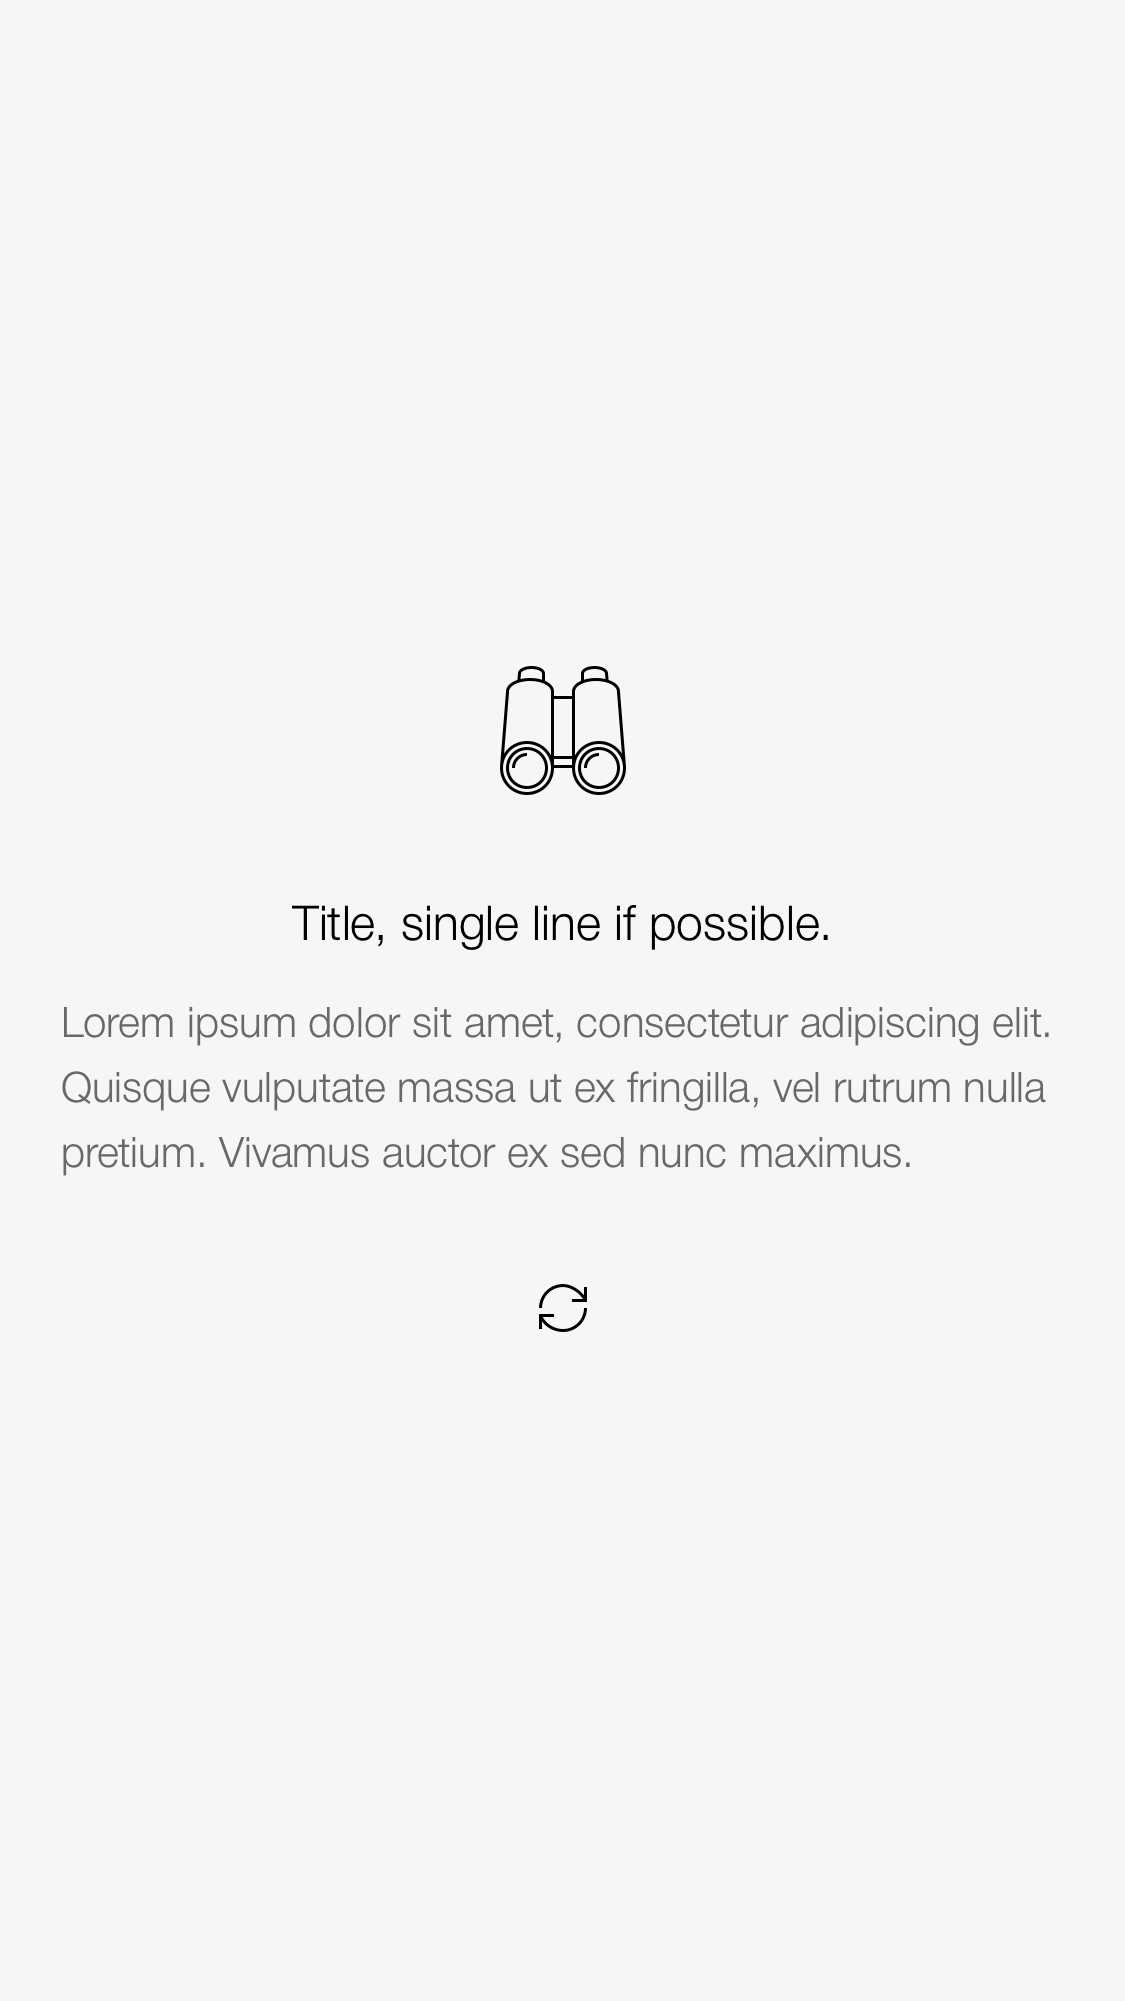 Title, single line if possible.
Lorem ipsum dolor sit amet, consectetur adipiscing elit.
Quisque vulputate massa ut ex fringilla, vel rutrum nulla
pretium. Vivamus auctor ex sed nunc maximus.